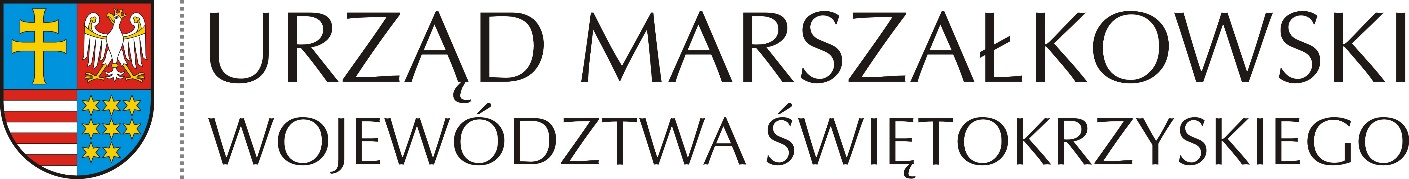 URZĄD MARSZAŁKOWSKI
WOJEWÓDZTWA ŚWIĘTOKRZYSKIEGO